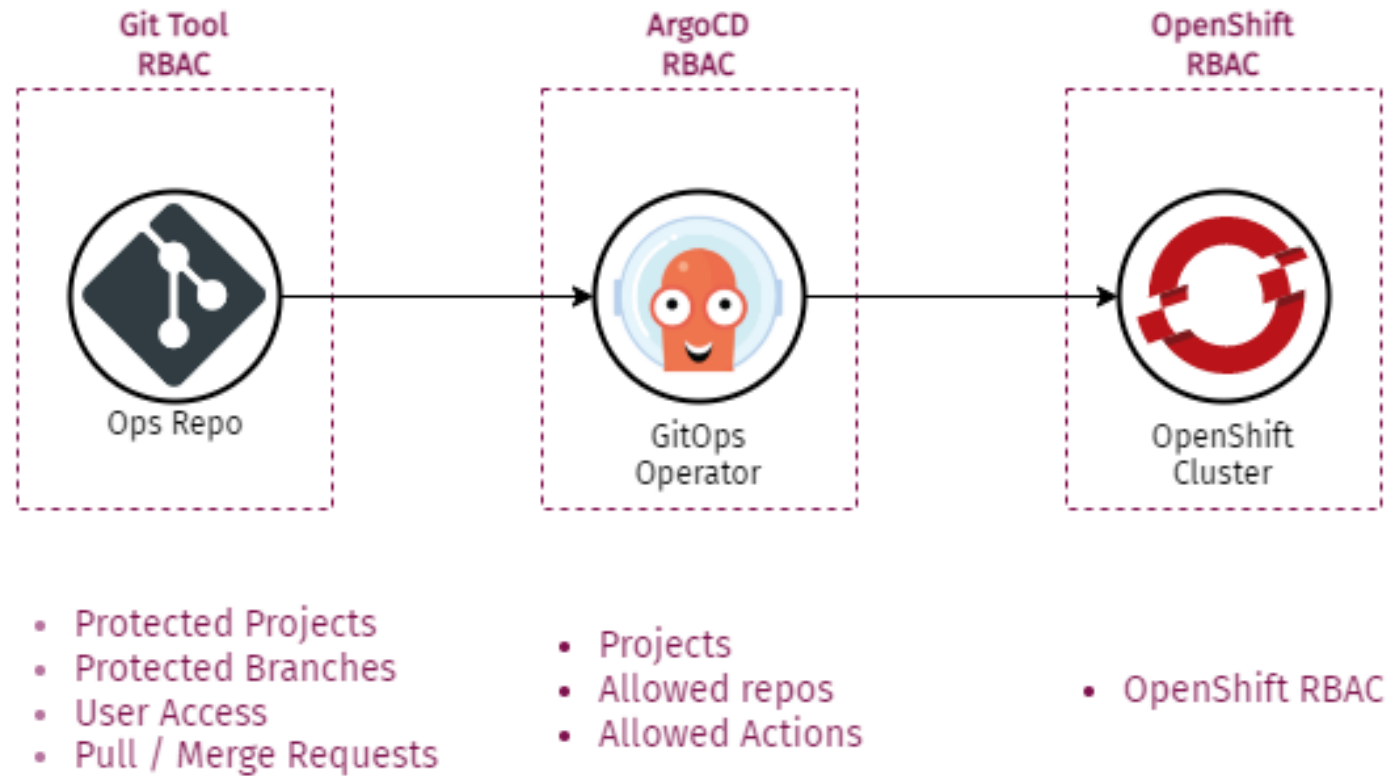 Git Tool
RBAC
ArgoCD
RBAC
OpenShift
RBAC
Ops Repo
GitOps
Operator
OpenShift
Cluster
• Protected Projects
• Protected Branches
• User Access
• Pull / Merge Requests
• Projects
• Allowed repos
• Allowed Actions
• OpenShift RBAC